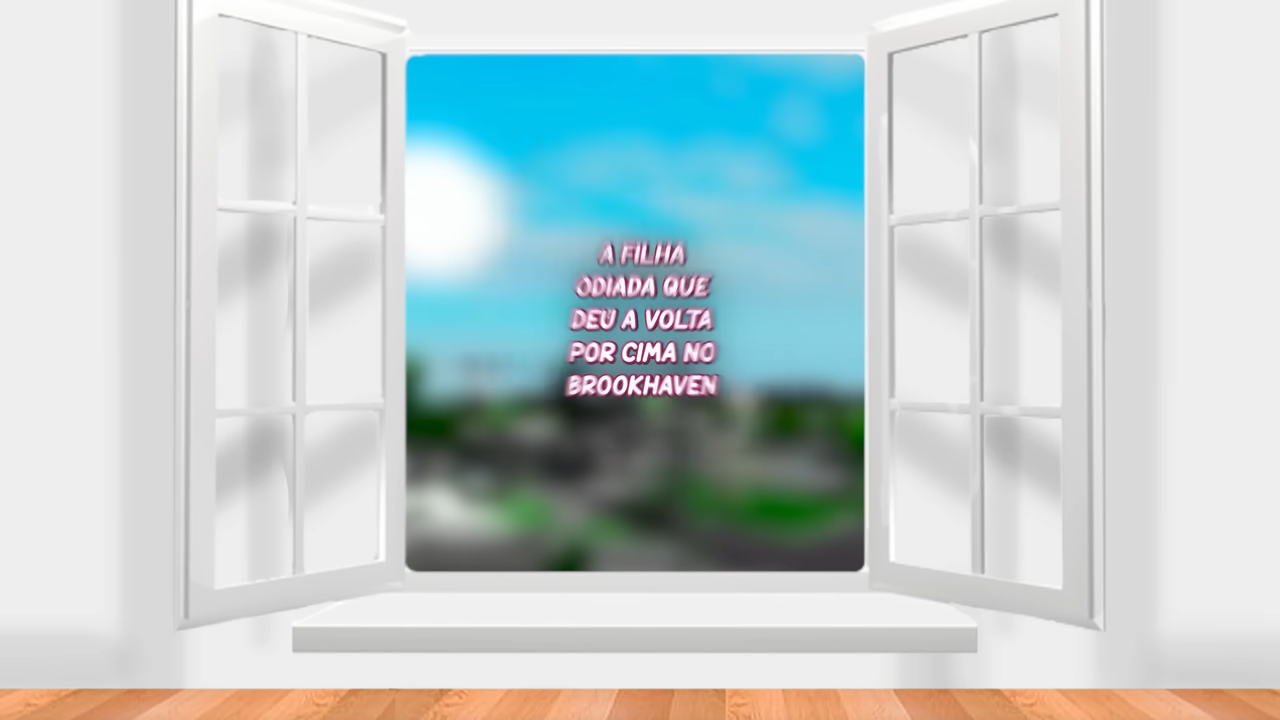 A FILHA
ODIADA QUE
DEU A VOLTA
POR CIMA NO
BROOKHAVEN